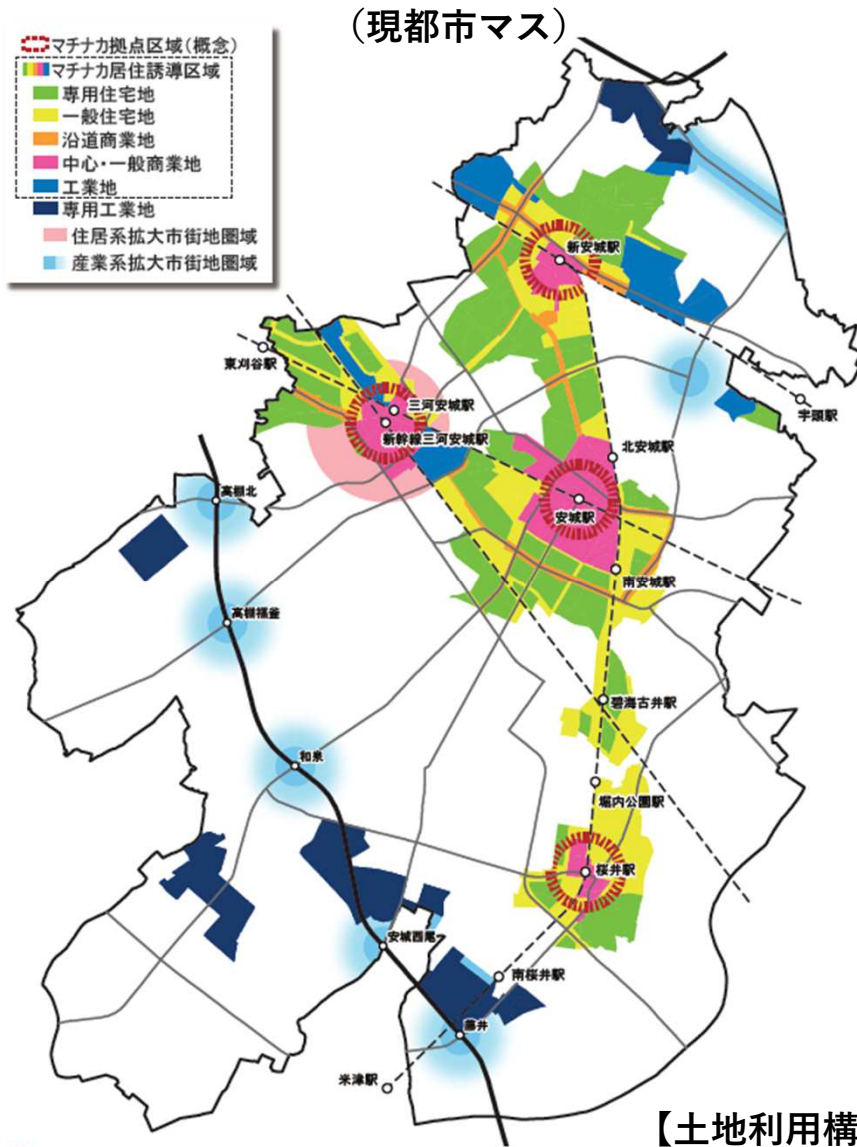 （現都市マス）
マチナカ拠点区域(概念)
マチナカ居住誘導区域
専用住宅地
一般住宅地
沿道商業地
中心・一般商業地
工業地
専用工業地
住居系拡大市街地圏域
産業系拡大市街地圏域
新安城駅
東刈谷駅
三河安城駅
新幹線三河安城駅
宇頭駅
北安城駅
高棚北
安城駅
南安城駅
高棚福釜
碧海古井駅
和泉
堀内公園駅
桜井駅
安城西尾
南桜井駅
藤井
米津駅
【土地利用構